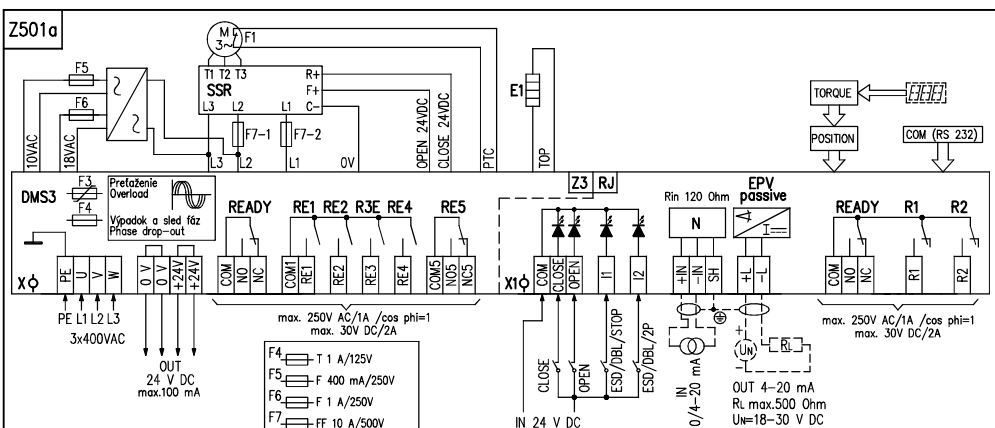 Z501a
M
3~
F1
F5
F6
T1 T2 T3
SSR
R+
F+
C-
L3 L2 L1
F7-1
F7-2
E1
TORQUE
POSITION
COM (RS 232)
10VAC
18VAC
L3 L2 L1 0V
OPEN 24VDC
CLOSE 24VDC
PTC
TOP
DMS3
F3
F4
Preťaženie
Overload
Výpadok a sled fáz
Phase drop-out
READY RE1 RE2 R3E RE4 RE5
Z3 RJ
Rin 120 Ohm
N
EPV
passive
READY R1 R2
X
PE
U
V
W
0 V
0 V
+24V
+24V
COM
NO
NC
COM1
RE1
RE2
RE3
RE4
COM5
NO5
NC5
X1
COM
CLOSE
OPEN
I1
I2
+IN
-IN
SH
+L
-L
COM
NO
NC
R1
R2
PE L1 L2 L3
3x400VAC
OUT
24 V DC
max.100 mA
max. 250V AC/1A /cos phi=1
max. 30V DC/2A
F4 T 1 A/125V
F5 F 400 mA/250V
F6 F 1 A/250V
F7 FF 10 A/500V
CLOSE
OPEN
ESD/DBL/STOP
ESD/DBL/2P
IN 24 V DC
IN
0/4-20 mA
+
UN
-
RL
OUT 4-20 mA
RL max.500 Ohm
UN=18-30 V DC
max. 250V AC/1A /cos phi=1
max. 30V DC/2A